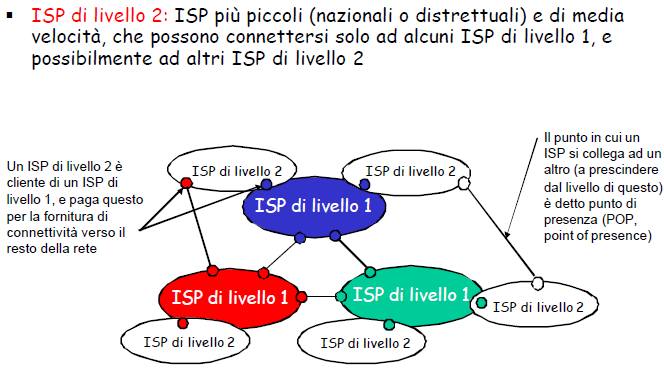 ▪ ISP di livello 2: ISP più piccoli (nazionali o distrettuali) e di media
velocità, che possono connettersi solo ad alcuni ISP di livello 1, e
possibilmente ad altri ISP di livello 2
Un ISP di livello 2 è
cliente di un ISP di
livello 1, e paga questo
per la fornitura di
connettività verso il
resto della rete
ISP di livello 2
ISP di livello 2
Il punto in cui un
ISP si collega ad un
altro (a prescindere
dal livello di questo)
è detto punto di
presenza (POP,
point of presence)
ISP di livello 1
ISP di livello 1
ISP di livello 1
ISP di livello 2
ISP di livello 2
ISP di livello 2